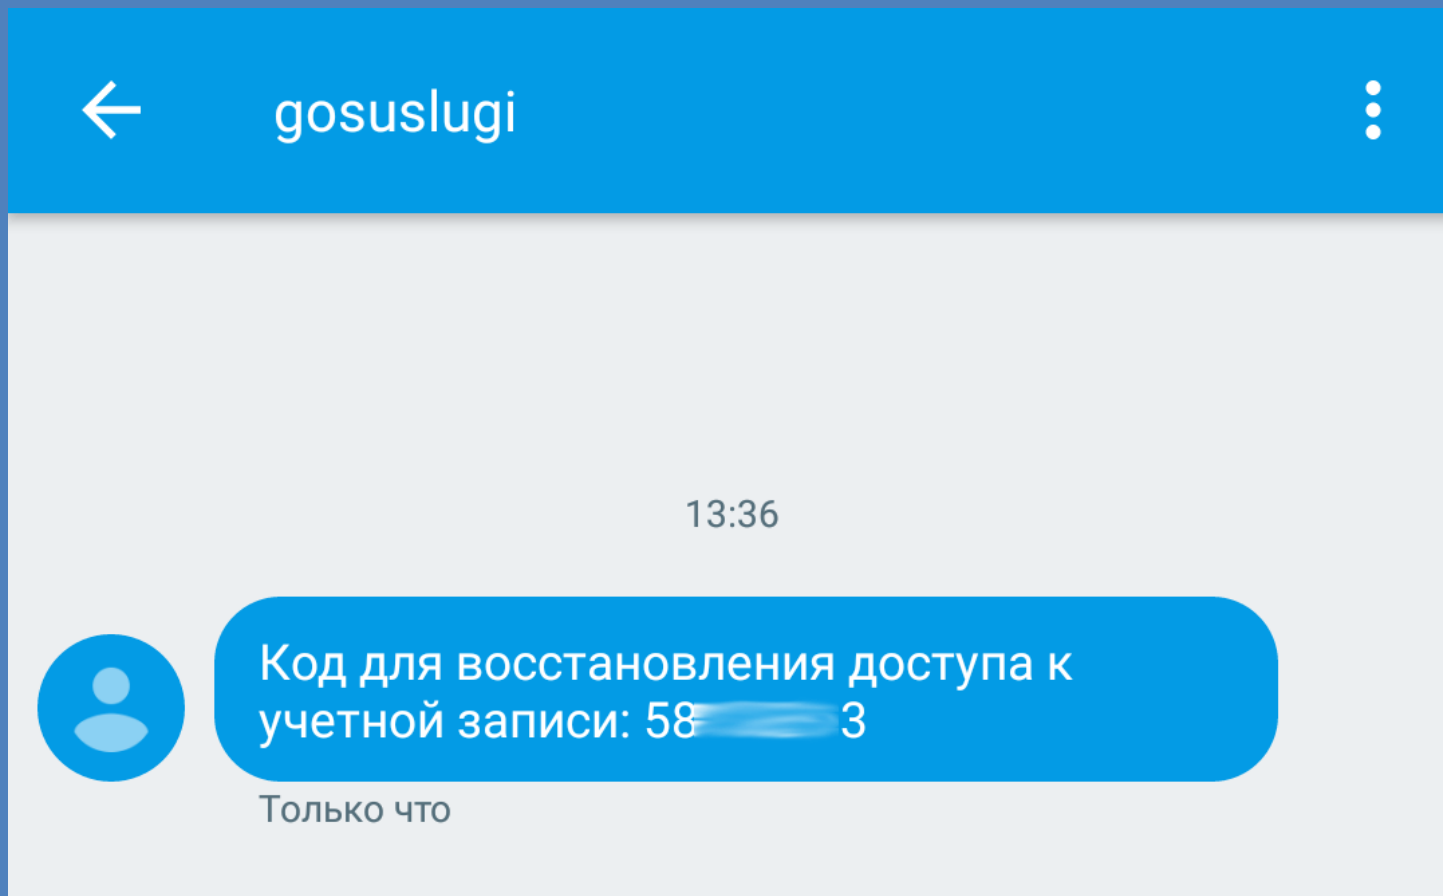 gosuslugi
13:36
Код для восстановления доступа к
учетной записи: 58 3
Только что